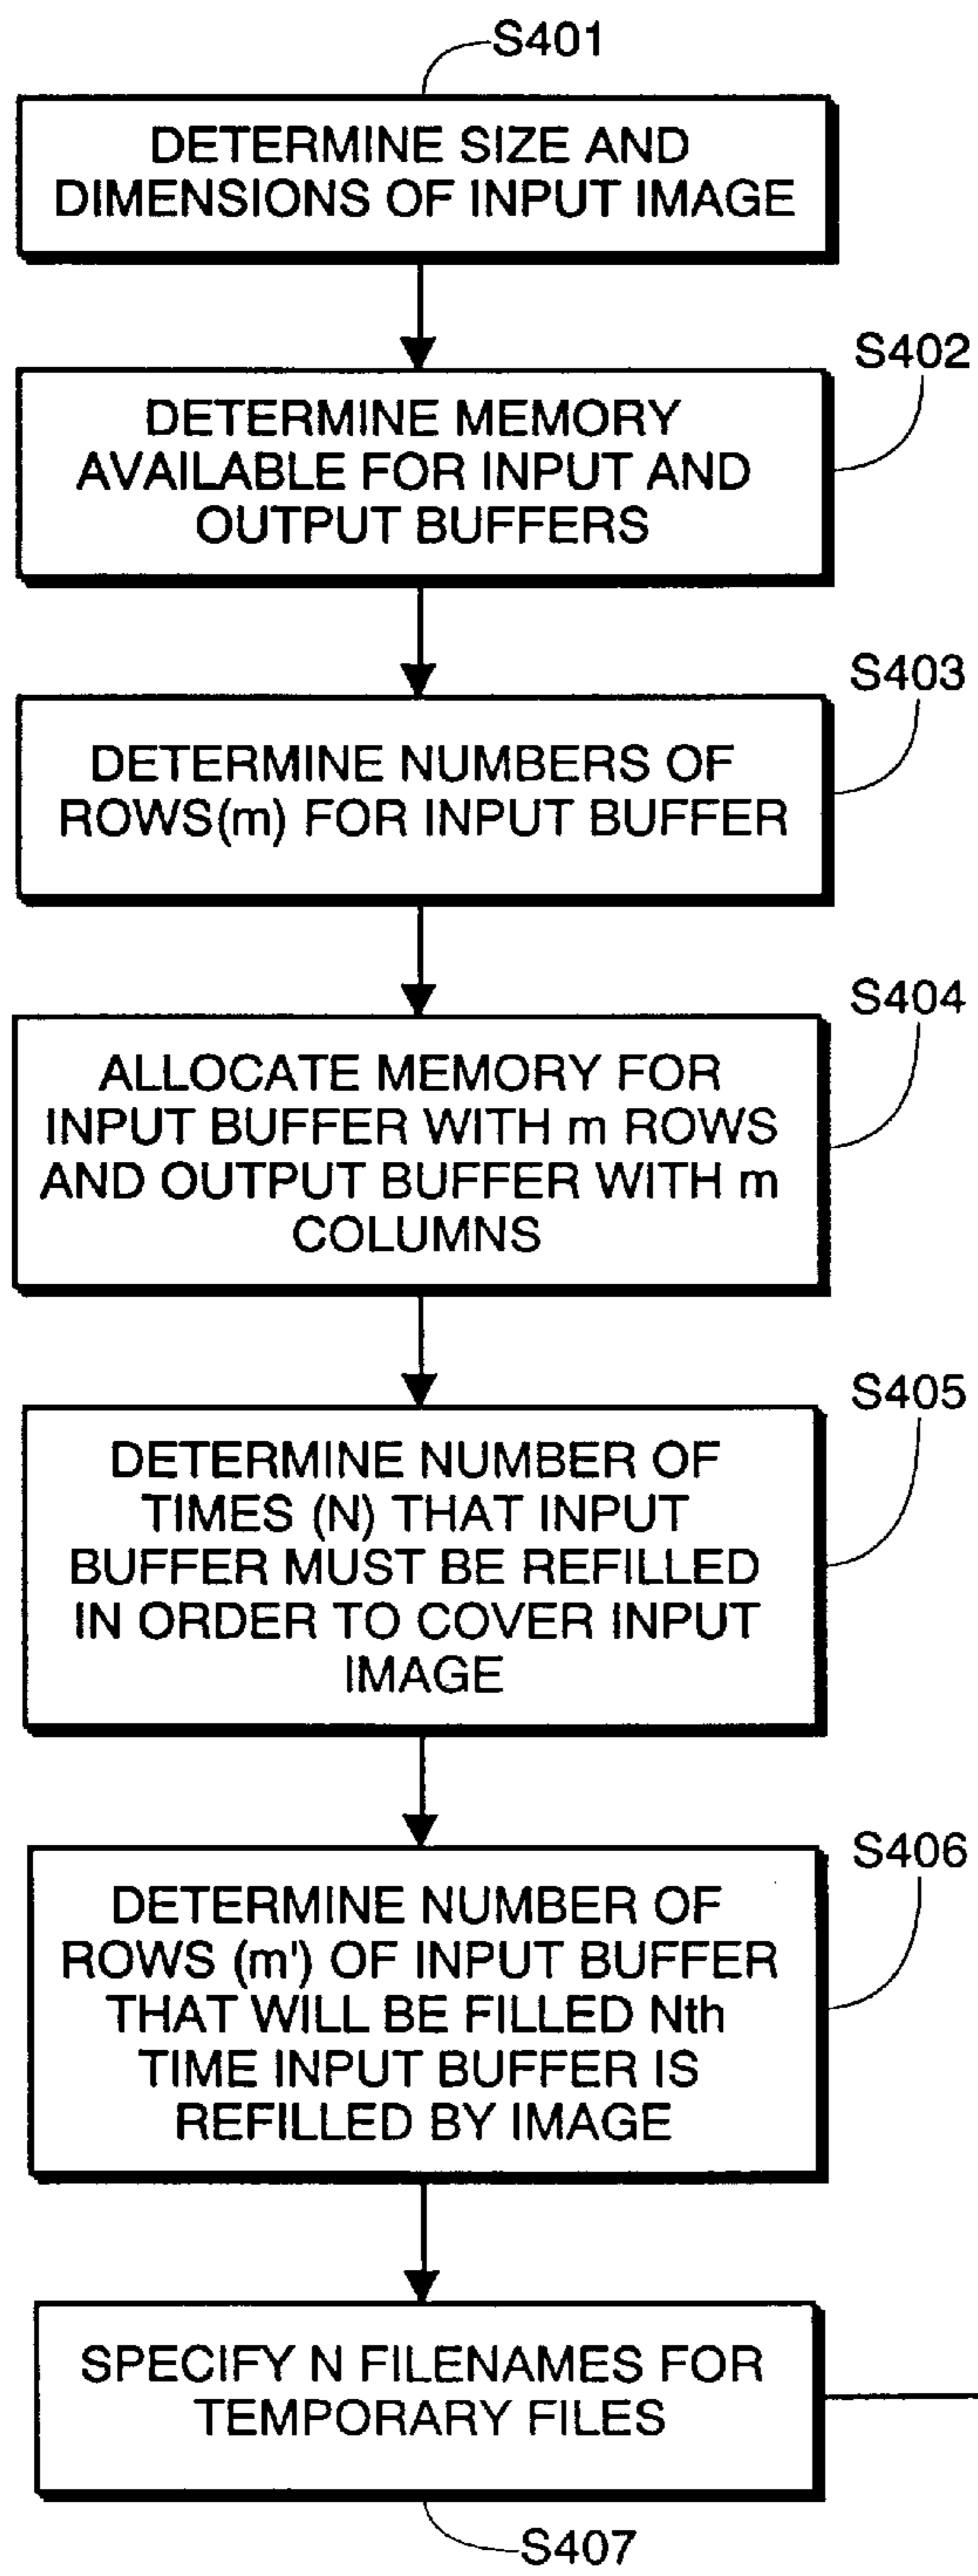 S401
DETERMINE SIZE AND
DIMENSIONS OF INPUT IMAGE
S402
DETERMINE MEMORY
AVAILABLE FOR INPUT AND
OUTPUT BUFFERS
S403
DETERMINE NUMBERS OF
ROWS(m) FOR INPUT BUFFER
S404
ALLOCATE MEMORY FOR
INPUT BUFFER WITH m ROWS
AND OUTPUT BUFFER WITH m
COLUMNS
S405
DETERMINE NUMBER OF
TIMES (N) THAT INPUT
BUFFER MUST BE REFILLED
IN ORDER TO COVER INPUT
IMAGE
S406
DETERMINE NUMBER OF
ROWS (m') OF INPUT BUFFER
THAT WILL BE FILLED Nth
TIME INPUT BUFFER IS
REFILLED BY IMAGE
SPECIFY N FILENAMES FOR
TEMPORARY FILES
S407